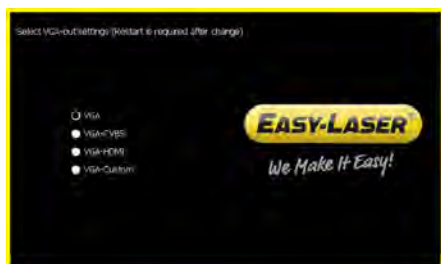 Select VGA-out settings (Restart is required after change)
VGA
VGA-CVBS
VGA-HDMI
VGA-Custom
EASY-LASER®
We Make It Easy!